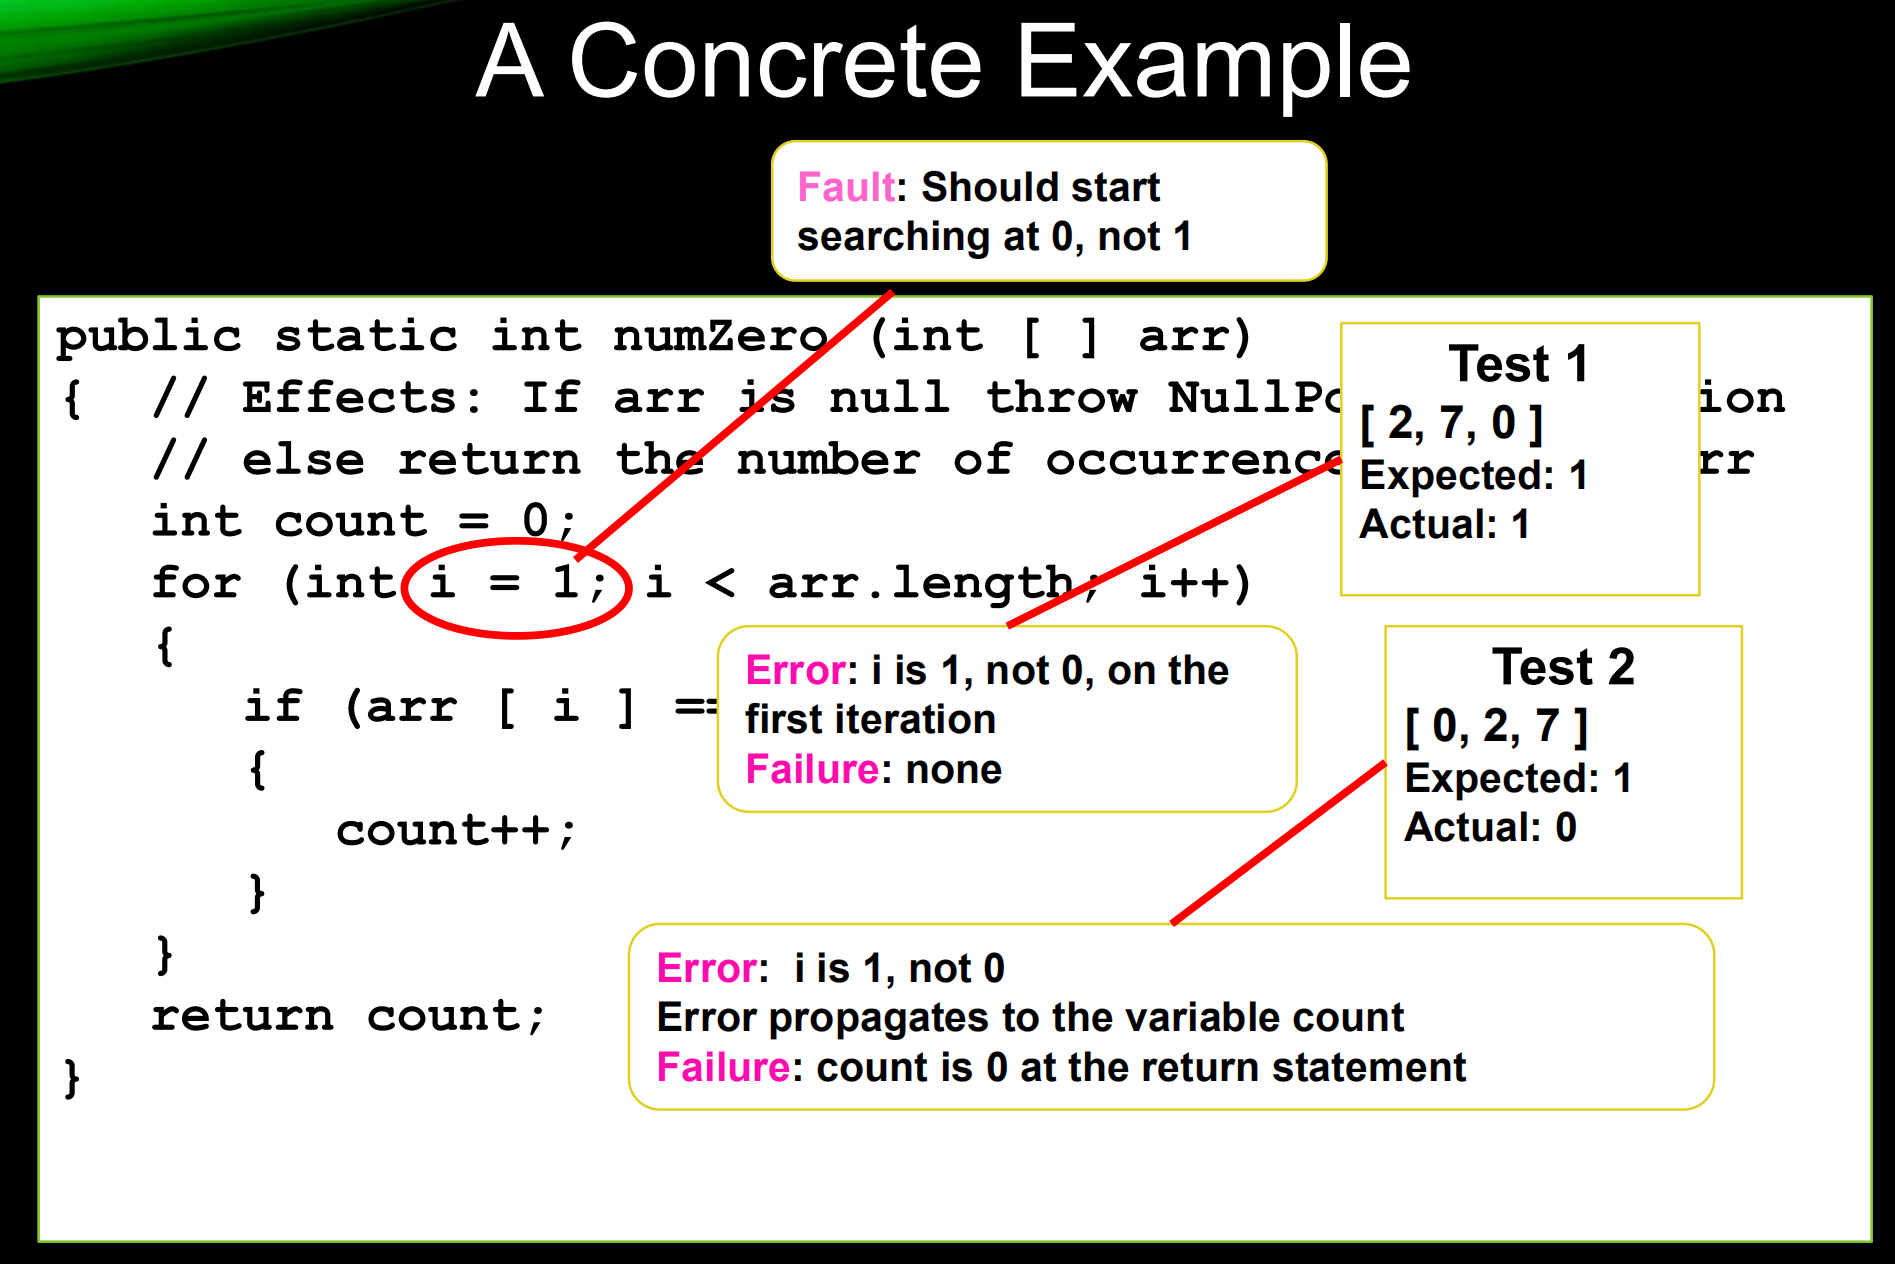 A Concrete Example
Fault: Should start
searching at 0, not 1
public static int numZero (int [ ] arr)
{ // Effects: If arr is null throw NullPo ion
// else return the number of occurrence rr
int count = 0;
for (int i = 1; i < arr.length; i++)
{
if (arr [ i ] ==
{
count++;
}
}
return count;
}
Test 1
[ 2, 7, 0 ]
Expected: 1
Actual: 1
Error: i is 1, not 0, on the
first iteration
Failure: none
Test 2
[ 0, 2, 7 ]
Expected: 1
Actual: 0
Error: i is 1, not 0
Error propagates to the variable count
Failure: count is 0 at the return statement